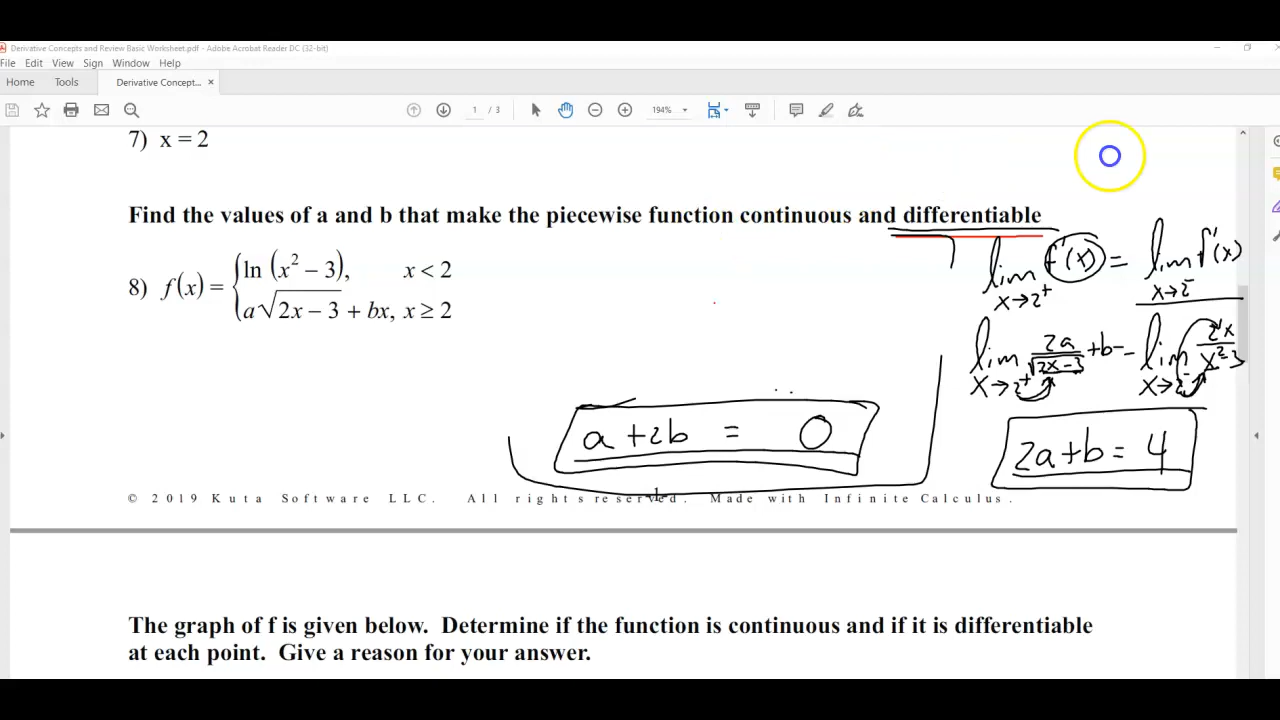 Derivative Concepts and Review Basic Worksheet.pdf - Adobe Acrobat Reader DC (32-bit)
File Edit View Sign Window Help
Home Tools Derivative Concept... ×
1 / 3 194%
7) x = 2
Find the values of a and b that make the piecewise function continuous and differentiable
8) f(x) = { ln (x² – 3), x < 2
a√2x – 3 + bx, x ≥ 2
lim x→2⁺ f'(x) = lim x→2⁻ f'(x)
lim x→2⁺ 2a/√2x-3 + b = lim x→2⁻ 2x/x²-3
a + 2b = 0
2a + b = 4
© 2019 Kuta Software LLC. All rights reserved. Made with Infinite Calculus.
The graph of f is given below. Determine if the function is continuous and if it is differentiable
at each point. Give a reason for your answer.